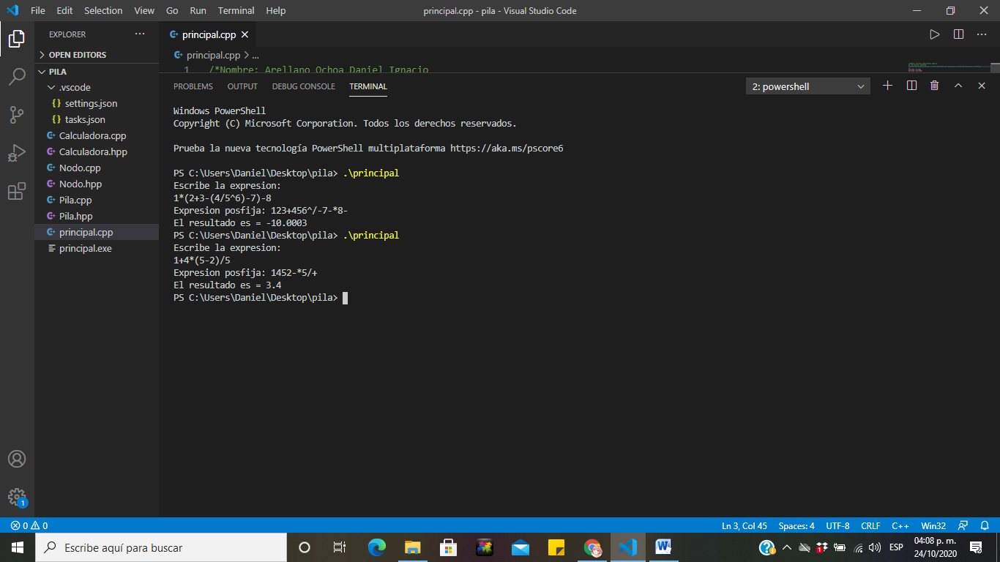 File Edit Selection View Go Run Terminal Help
principal.cpp - pila - Visual Studio Code
EXPLORER
OPEN EDITORS
PILA
.vscode
settings.json
tasks.json
Calculadora.cpp
Calculadora.hpp
Nodo.cpp
Nodo.hpp
Pila.cpp
Pila.hpp
principal.cpp
principal.exe
principal.cpp
principal.cpp > ...
1 /*Nombre: Arellano Ochoa Daniel Ignacio
PROBLEMS OUTPUT DEBUG CONSOLE TERMINAL
2: powershell
Windows PowerShell
Copyright (C) Microsoft Corporation. Todos los derechos reservados.
Prueba la nueva tecnología PowerShell multiplataforma https://aka.ms/pscore6
PS C:\Users\Daniel\Desktop\pila> .\principal
Escribe la expresion:
1*(2+3-(4/5^6)-7)-8
Expresion posfija: 123+456^/-7-*8-
El resultado es = -10.0003
PS C:\Users\Daniel\Desktop\pila> .\principal
Escribe la expresion:
1+4*(5-2)/5
Expresion posfija: 1452-*5/+
El resultado es = 3.4
PS C:\Users\Daniel\Desktop\pila>
1
0 0
Ln 3, Col 45 Spaces: 4 UTF-8 CRLF C++ Win32
Escribe aquí para buscar
ESP
04:08 p. m.
24/10/2020